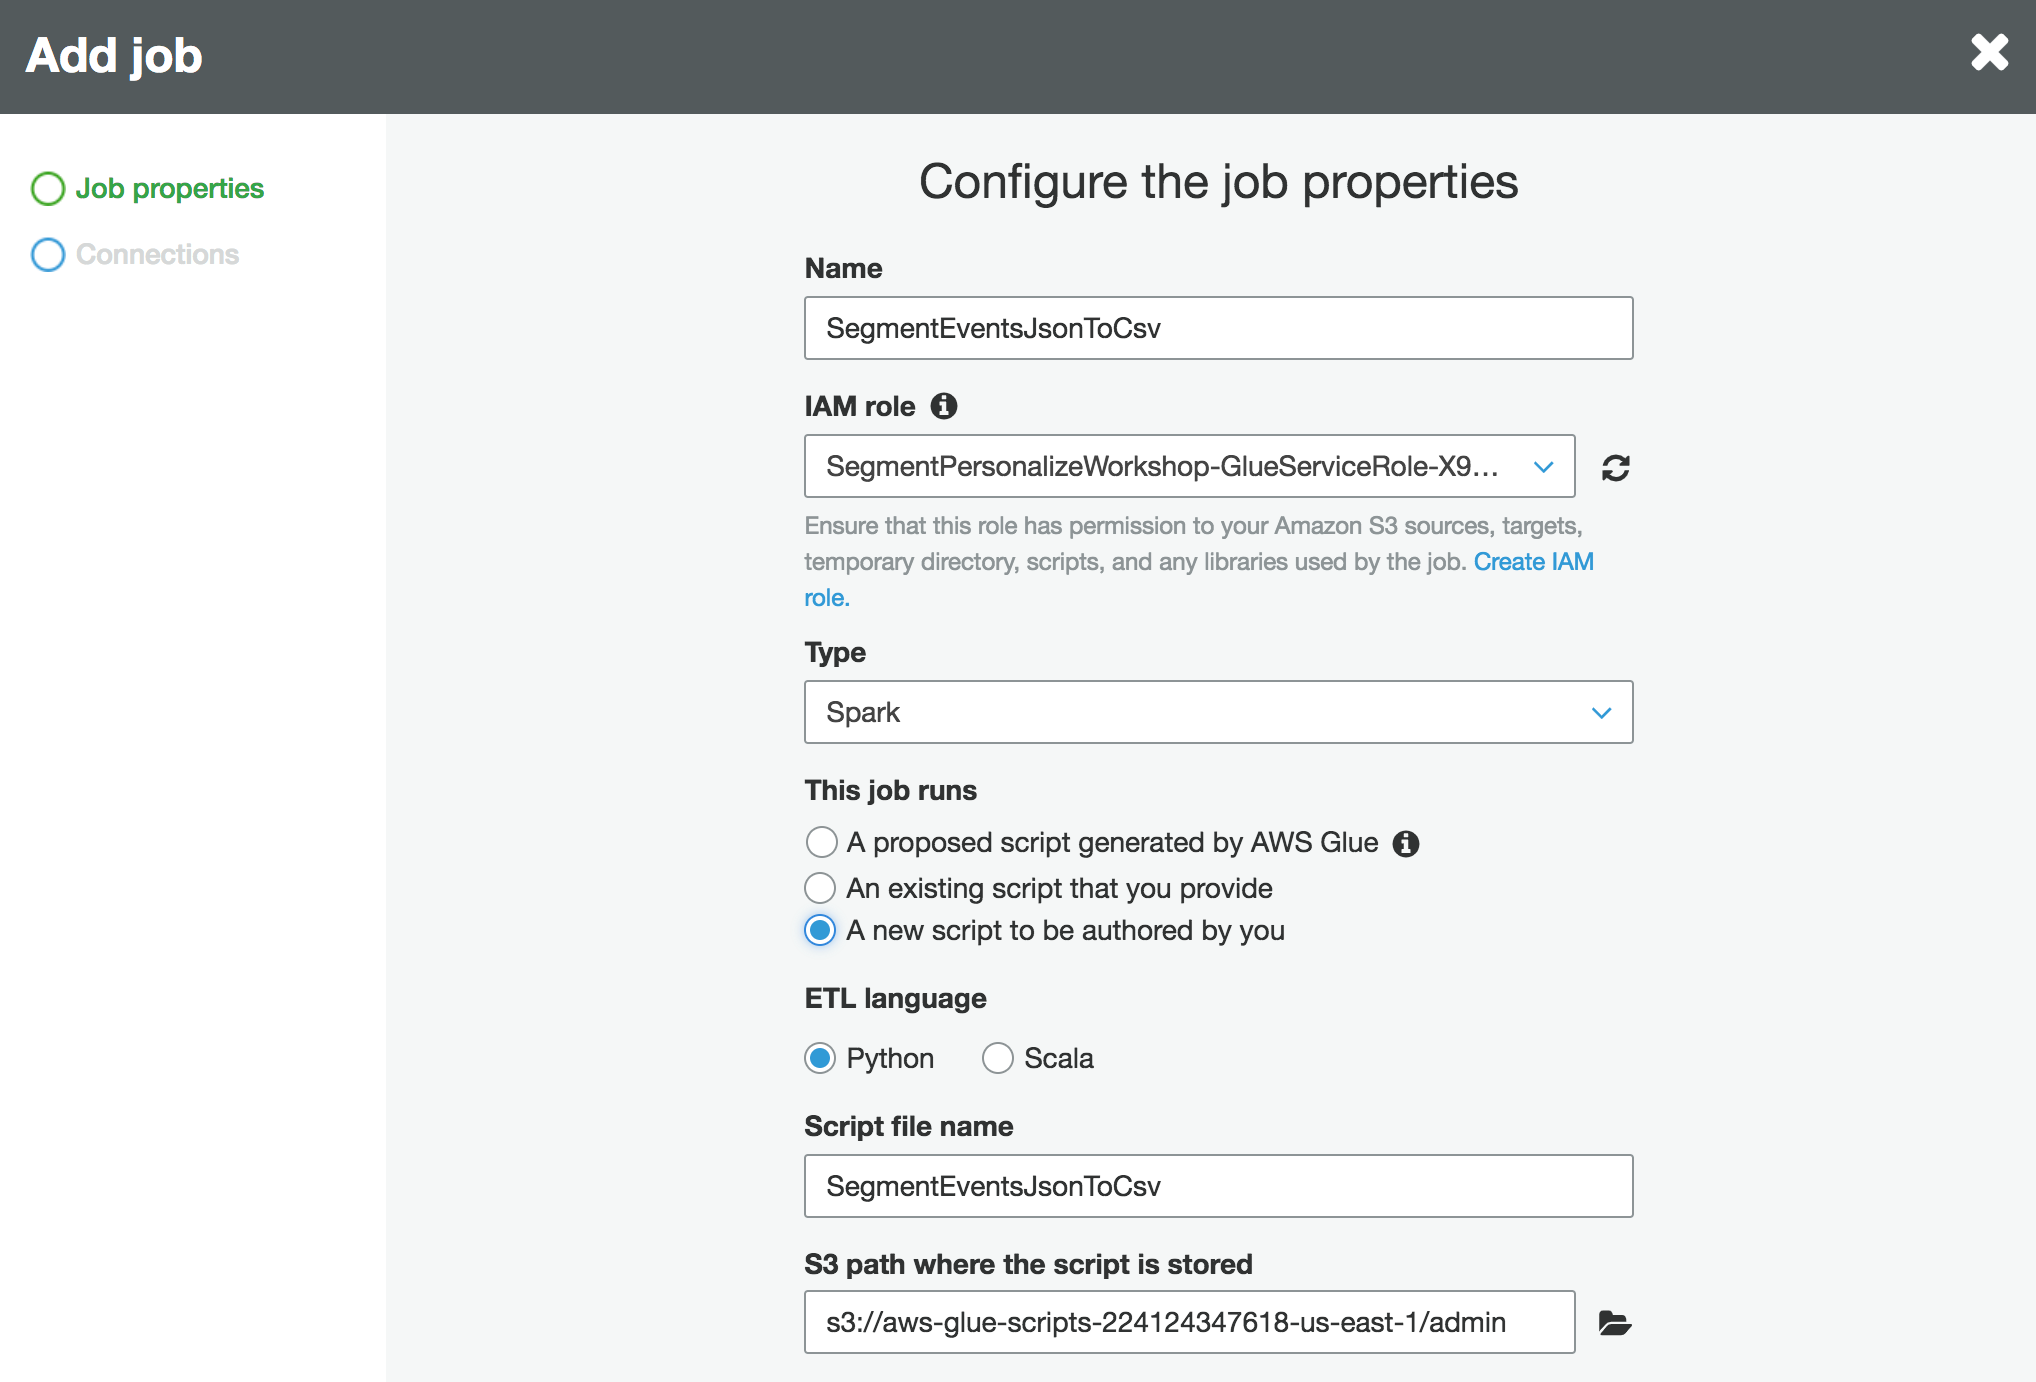 Add job
Job properties
Connections
Configure the job properties
Name
SegmentEventsJsonToCsv
IAM role
SegmentPersonalizeWorkshop-GlueServiceRole-X9...
Ensure that this role has permission to your Amazon S3 sources, targets,
temporary directory, scripts, and any libraries used by the job. Create IAM
role.
Type
Spark
This job runs
A proposed script generated by AWS Glue
An existing script that you provide
A new script to be authored by you
ETL language
Python Scala
Script file name
SegmentEventsJsonToCsv
S3 path where the script is stored
s3://aws-glue-scripts-224124347618-us-east-1/admin